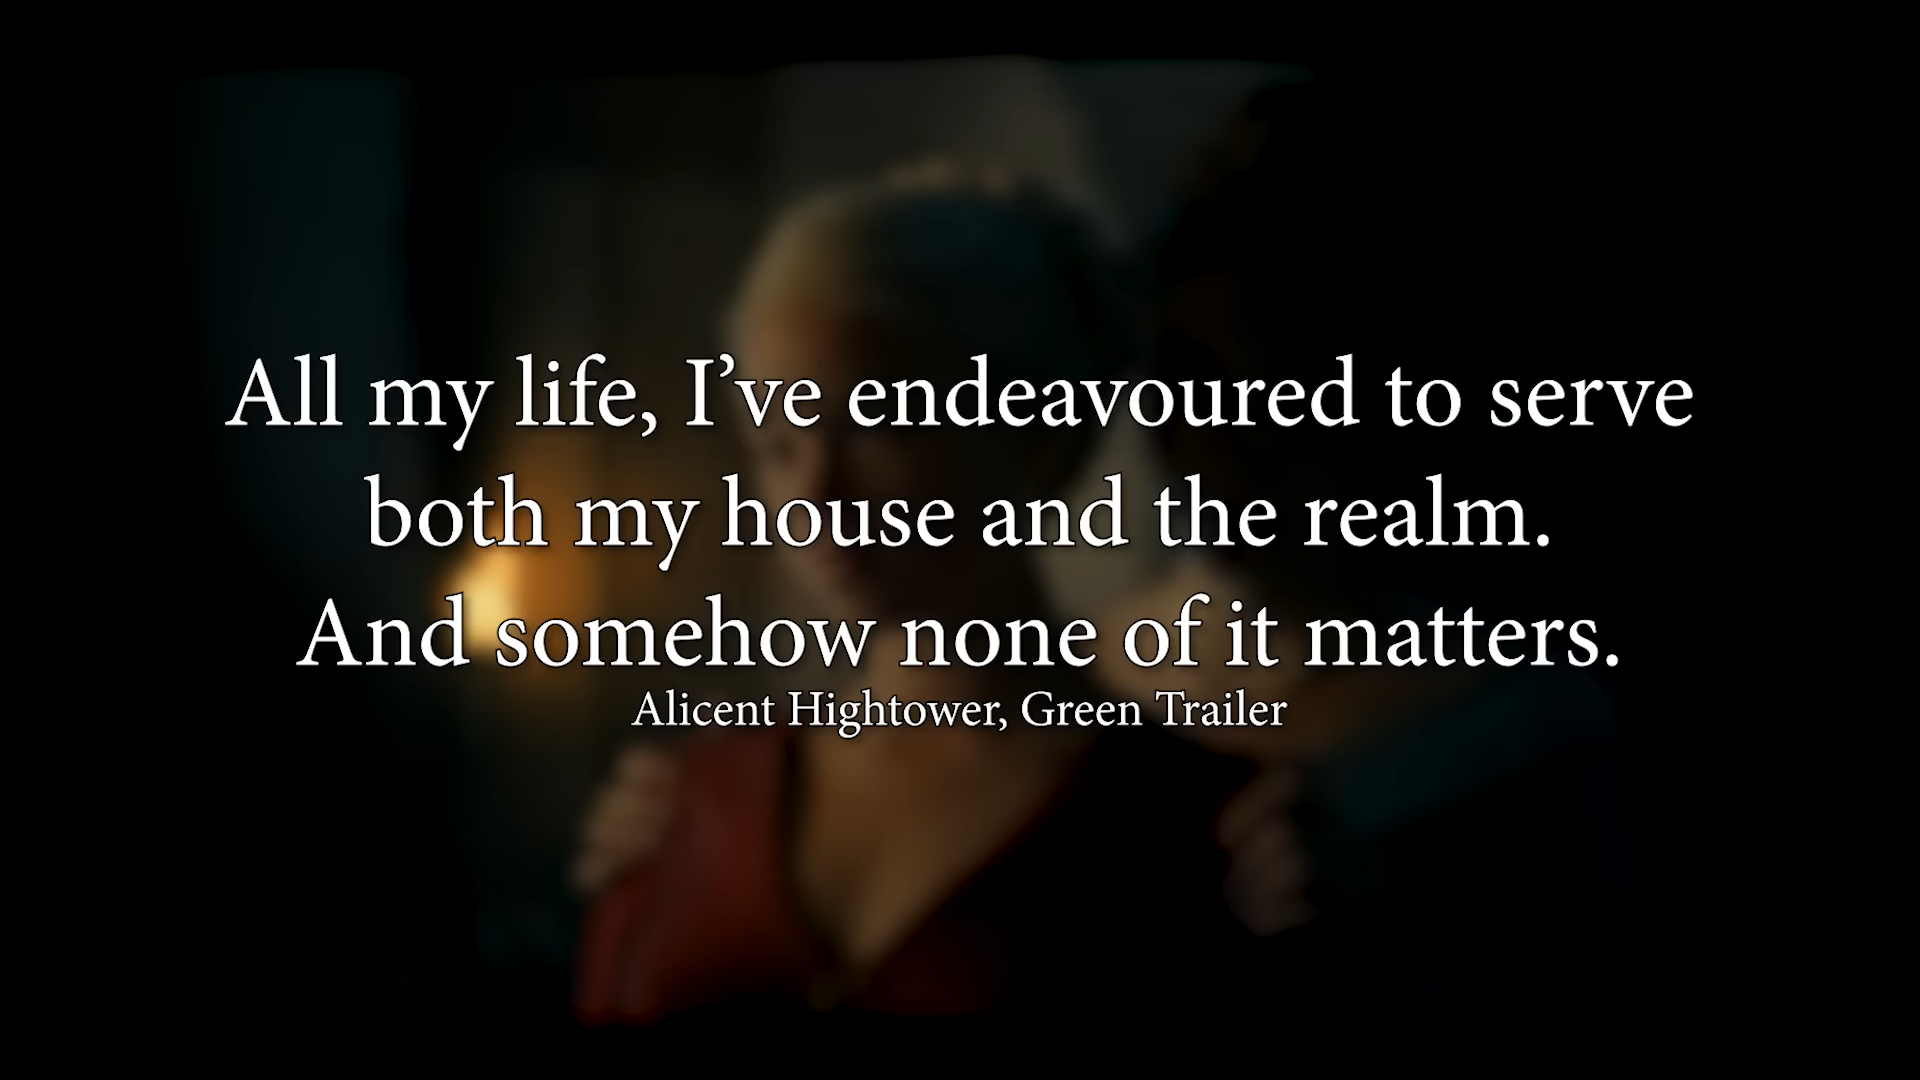 All my life, I’ve endeavoured to serve
both my house and the realm.
And somehow none of it matters.
Alicent Hightower, Green Trailer